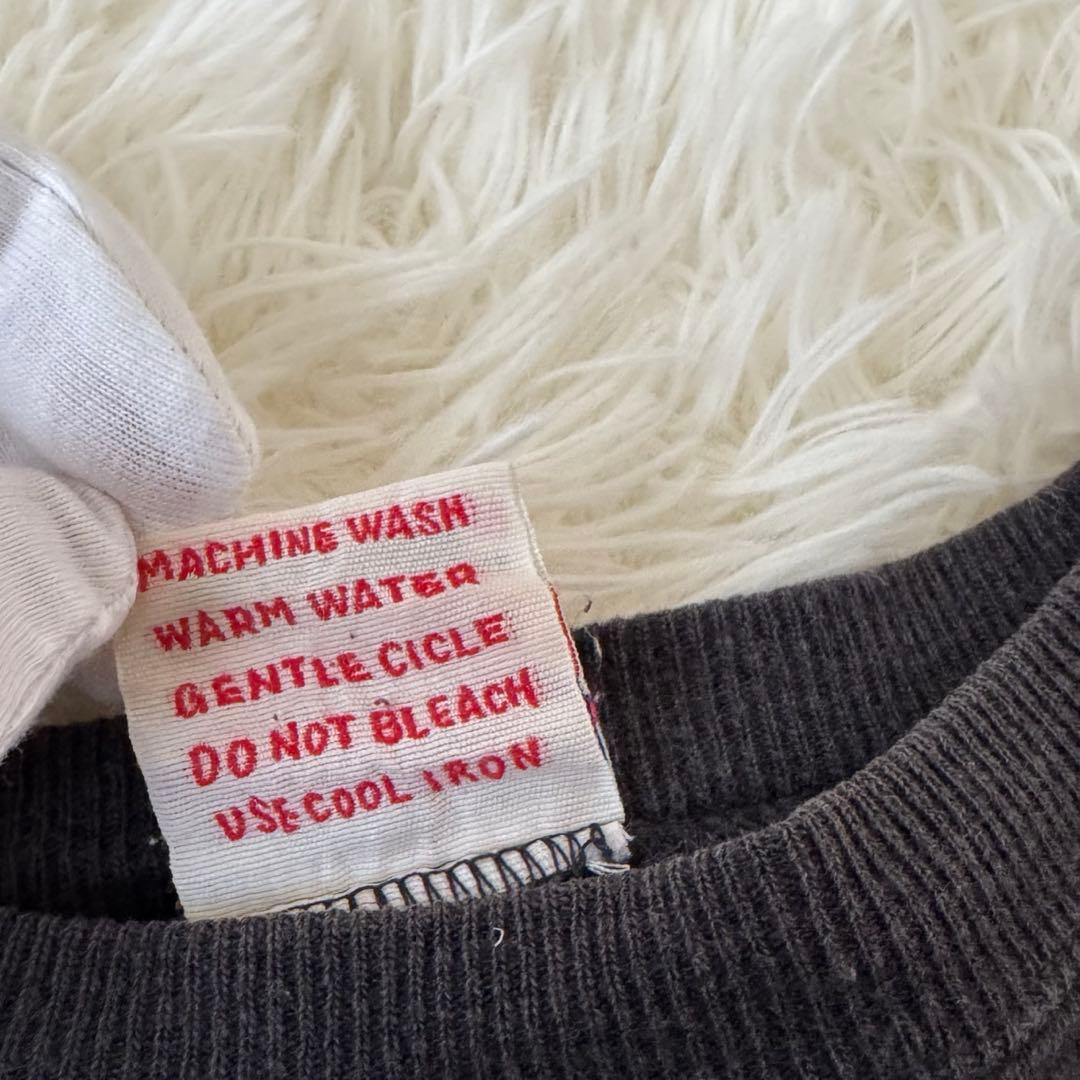 MACHINE WASH
WARM WATER
GENTLE CICLE
DO NOT BLEACH
USE COOL IRON